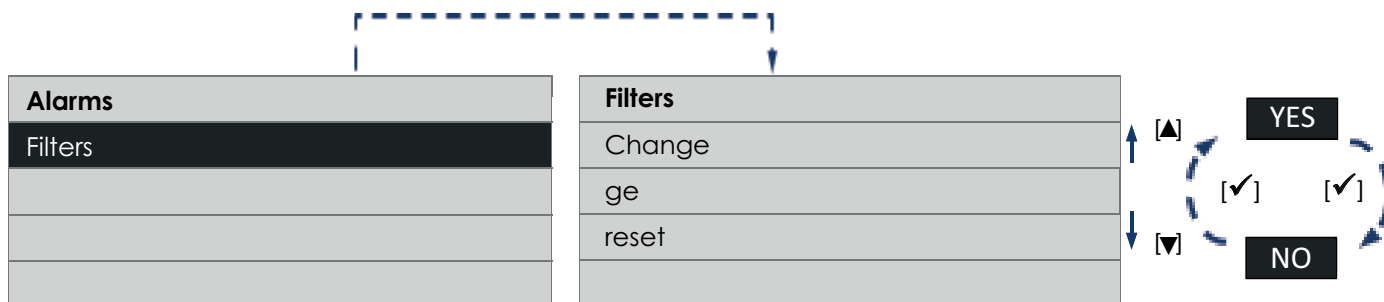 Alarms
Filters
Filters
Change
ge
reset
[▲]
[▼]
YES
[✓] [✓]
NO